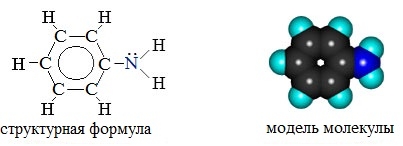 H H
C C H
H–C C–N
C C H
H H
структурная формула
модель молекулы